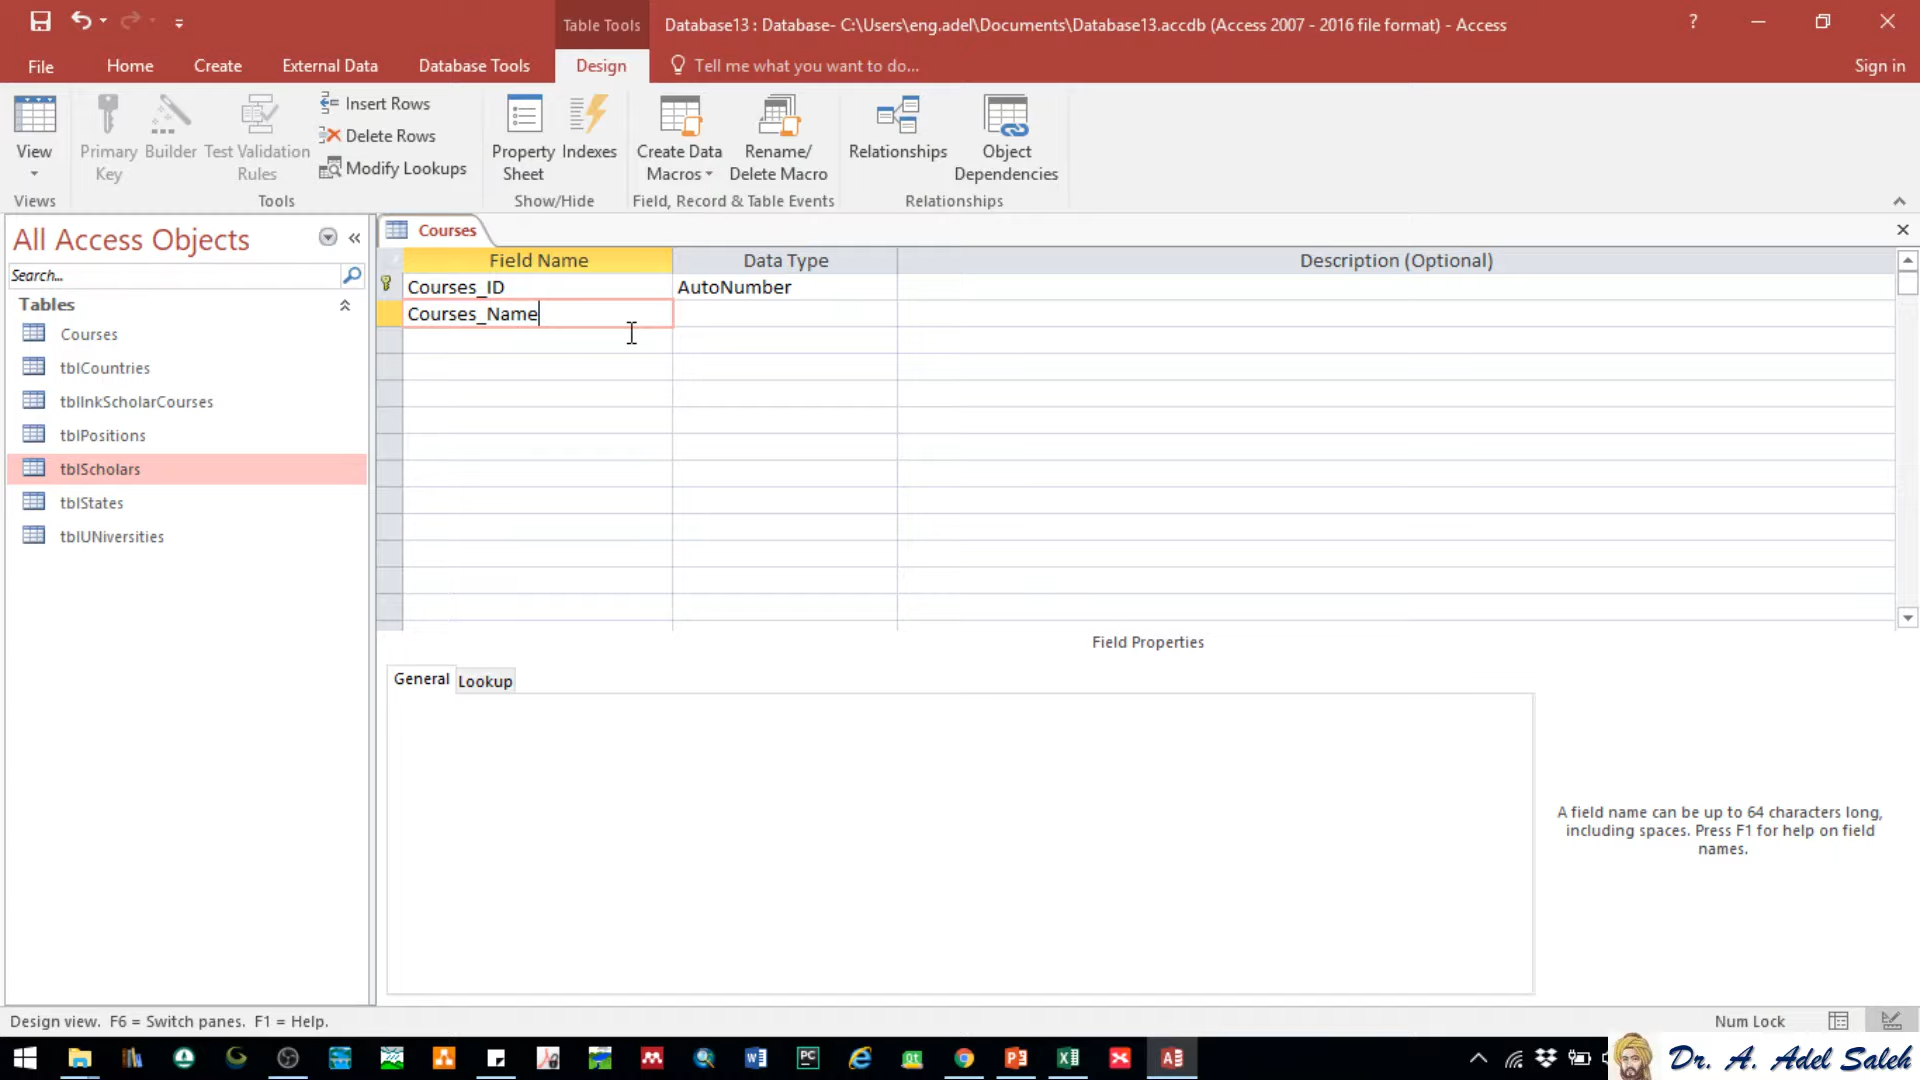 Table Tools
Database13 : Database- C:\Users\eng.adel\Documents\Database13.accdb (Access 2007 - 2016 file format) - Access
?
File
Home
Create
External Data
Database Tools
Design
Tell me what you want to do...
Sign in
View
Primary Key
Builder
Test Validation Rules
Insert Rows
Delete Rows
Modify Lookups
Property Sheet
Indexes
Create Data Macros
Rename/ Delete Macro
Relationships
Object Dependencies
Views
Tools
Show/Hide
Field, Record & Table Events
Relationships
All Access Objects
Search...
Tables
Courses
tblCountries
tblInkScholarCourses
tblPositions
tblScholars
tblStates
tblUNiversities
Courses
Field Name
Data Type
Description (Optional)
Courses_ID
AutoNumber
Courses_Name
Field Properties
General
Lookup
A field name can be up to 64 characters long,
including spaces. Press F1 for help on field
names.
Design view.  F6 = Switch panes.  F1 = Help.
Num Lock
Dr. A. Adel Saleh